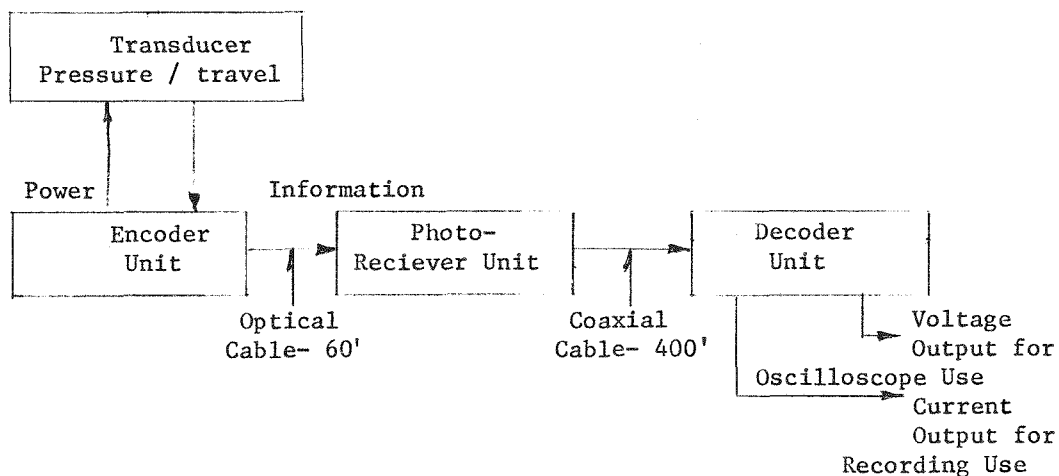 Transducer
Pressure / travel
Power
Information
Encoder
Unit
Photo-
Reciever Unit
Decoder
Unit
Optical
Cable- 60'
Coaxial
Cable- 400'
Voltage
Output for
Oscilloscope Use
Current
Output for
Recording Use